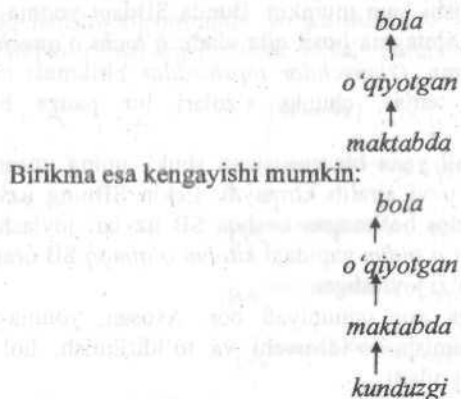 bola
o'qiyotgan
maktabda
Birikma esa kengayishi mumkin:
bola
o'qiyotgan
maktabda
kunduzgi